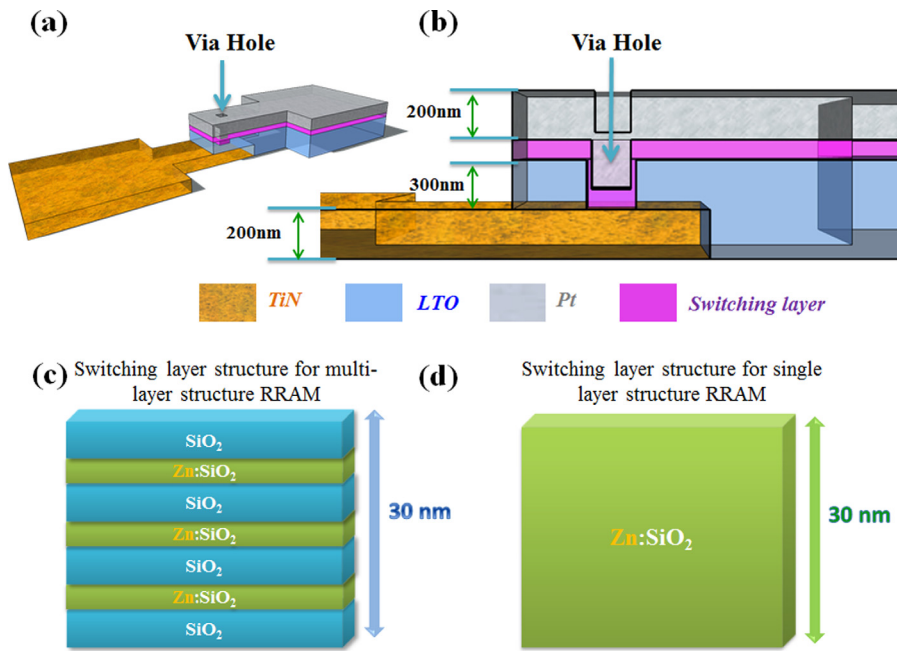 (a)
Via Hole
(b)
Via Hole
200nm
300nm
200nm
TiN
LTO
Pt
Switching layer
(c)
Switching layer structure for multi-
layer structure RRAM
SiO₂
Zn:SiO₂
SiO₂
Zn:SiO₂
SiO₂
Zn:SiO₂
SiO₂
30 nm
(d)
Switching layer structure for single
layer structure RRAM
Zn:SiO₂
30 nm